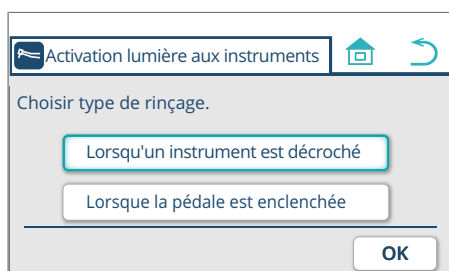 Activation lumière aux instruments
Choisir type de rinçage.
Lorsqu'un instrument est décroché
Lorsque la pédale est enclenchée
OK